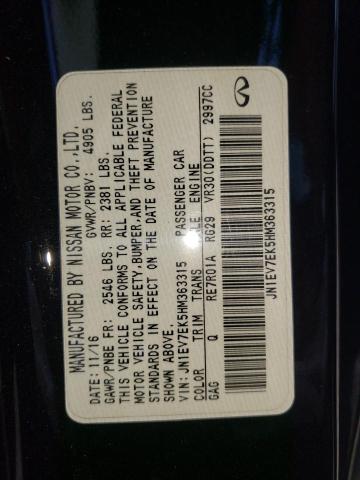 MANUFACTURED BY NISSAN MOTOR CO.,LTD.
DATE: 11/16 GVWR/PNBV: 4905 LBS.
GAWR/PNBE FR: 2546 LBS. RR: 2381 LBS.
THIS VEHICLE CONFORMS TO ALL APPLICABLE FEDERAL
MOTOR VEHICLE SAFETY,BUMPER,AND THEFT PREVENTION
STANDARDS IN EFFECT ON THE DATE OF MANUFACTURE
SHOWN ABOVE.
VIN: JN1EV7EK5HM363315 PASSENGER CAR
COLOR TRIM TRANS AXLE ENGINE
GAG Q RE7R01A RG29 VR30(DDTT) 2997CC
JN1EV7EK5HM363315